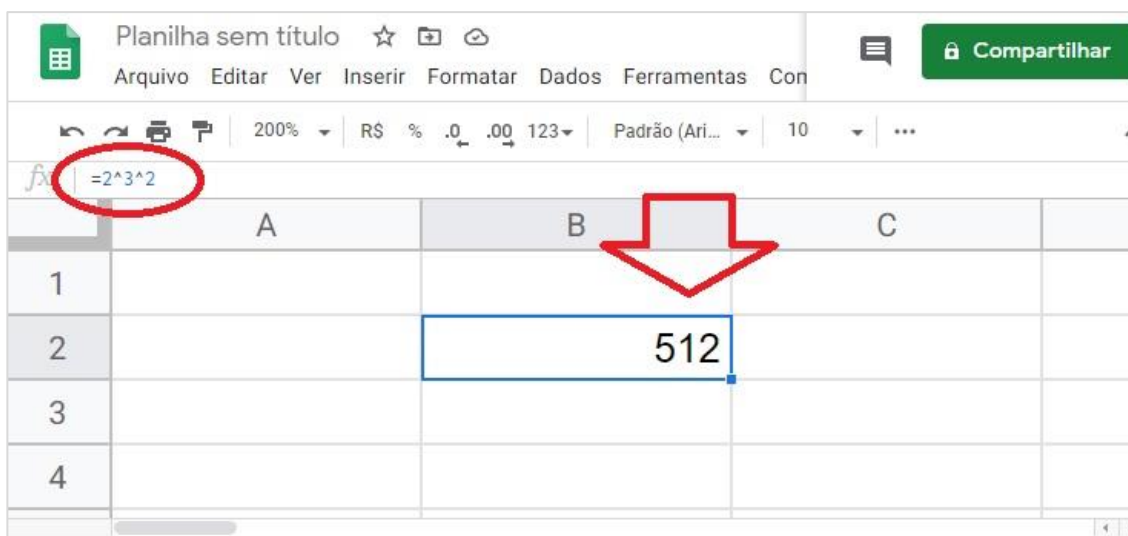 Planilha sem título
Arquivo Editar Ver Inserir Formatar Dados Ferramentas Con
Compartilhar
200% R$ % .0 .00 123 Padrão (Ari... 10 ...
fx =2^3^2
A B C
1
2 512
3
4